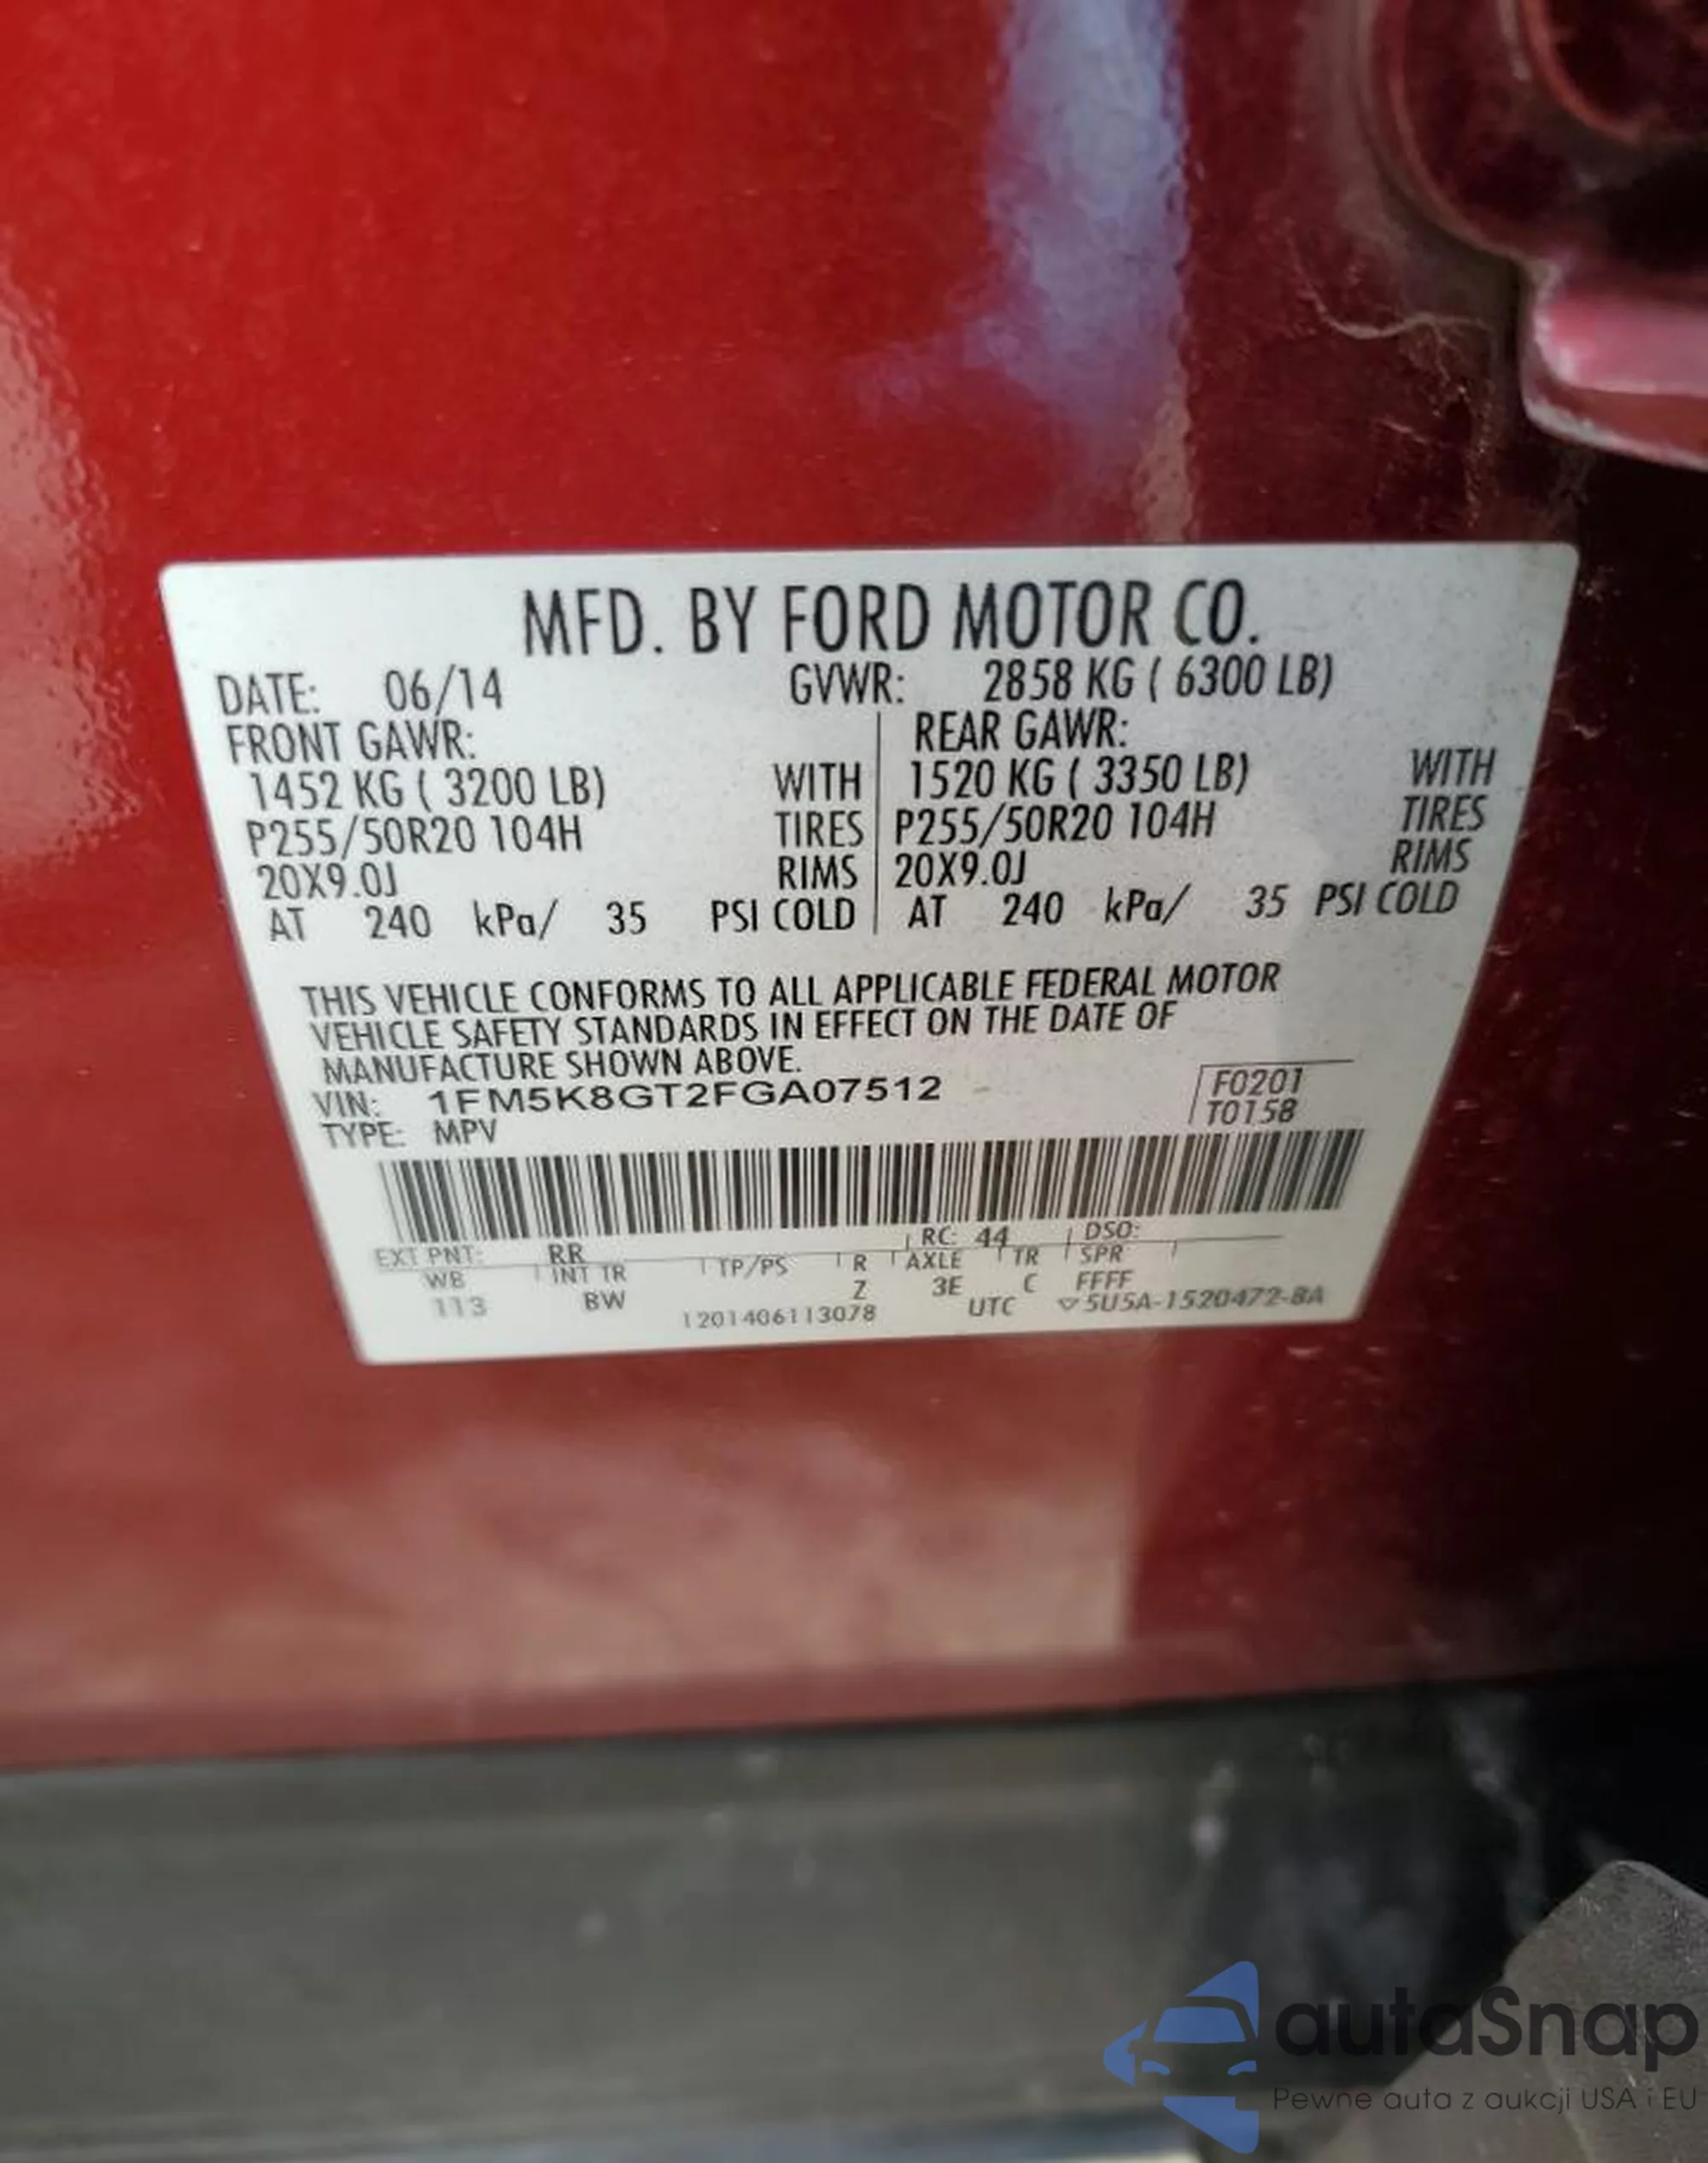 MFD. BY FORD MOTOR CO.
DATE: 06/14 GVWR: 2858 KG ( 6300 LB)
FRONT GAWR: REAR GAWR:
1452 KG ( 3200 LB) WITH 1520 KG ( 3350 LB) WITH
P255/50R20 104H TIRES P255/50R20 104H TIRES
20X9.0J RIMS 20X9.0J RIMS
AT 240 kPa/ 35 PSI COLD AT 240 kPa/ 35 PSI COLD
THIS VEHICLE CONFORMS TO ALL APPLICABLE FEDERAL MOTOR
VEHICLE SAFETY STANDARDS IN EFFECT ON THE DATE OF
MANUFACTURE SHOWN ABOVE.
VIN: 1FM5K8GT2FGA07512 F0201
TYPE: MPV T0158
EXT PNT: RR RC: 44 DSO:
WB INT TR TP/PS R AXLE TR SPR
113 BW Z 3E C FFFF
1201406113078 UTC ▽5U5A-1520472-BA
autaSnap
Pewne auta z aukcji USA i EU